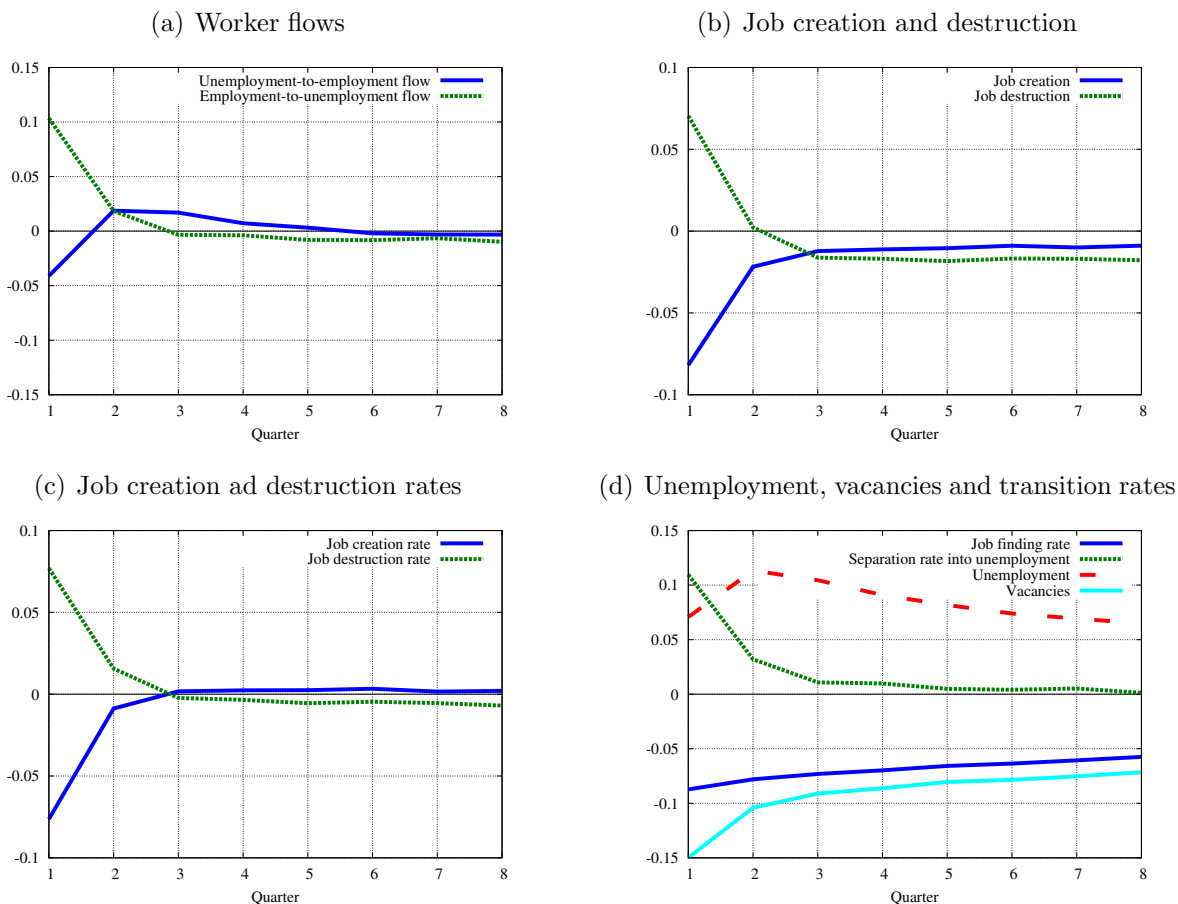 (a) Worker flows
0.15
0.1
0.05
0
-0.05
-0.1
-0.15
Unemployment-to-employment flow
Employment-to-unemployment flow
1 2 3 4 5 6 7 8
Quarter
(b) Job creation and destruction
0.1
0.05
0
-0.05
-0.1
Job creation
Job destruction
1 2 3 4 5 6 7 8
Quarter
(c) Job creation ad destruction rates
0.1
0.05
0
-0.05
-0.1
Job creation rate
Job destruction rate
1 2 3 4 5 6 7 8
Quarter
(d) Unemployment, vacancies and transition rates
0.15
0.1
0.05
0
-0.05
-0.1
-0.15
Job finding rate
Separation rate into unemployment
Unemployment
Vacancies
1 2 3 4 5 6 7 8
Quarter